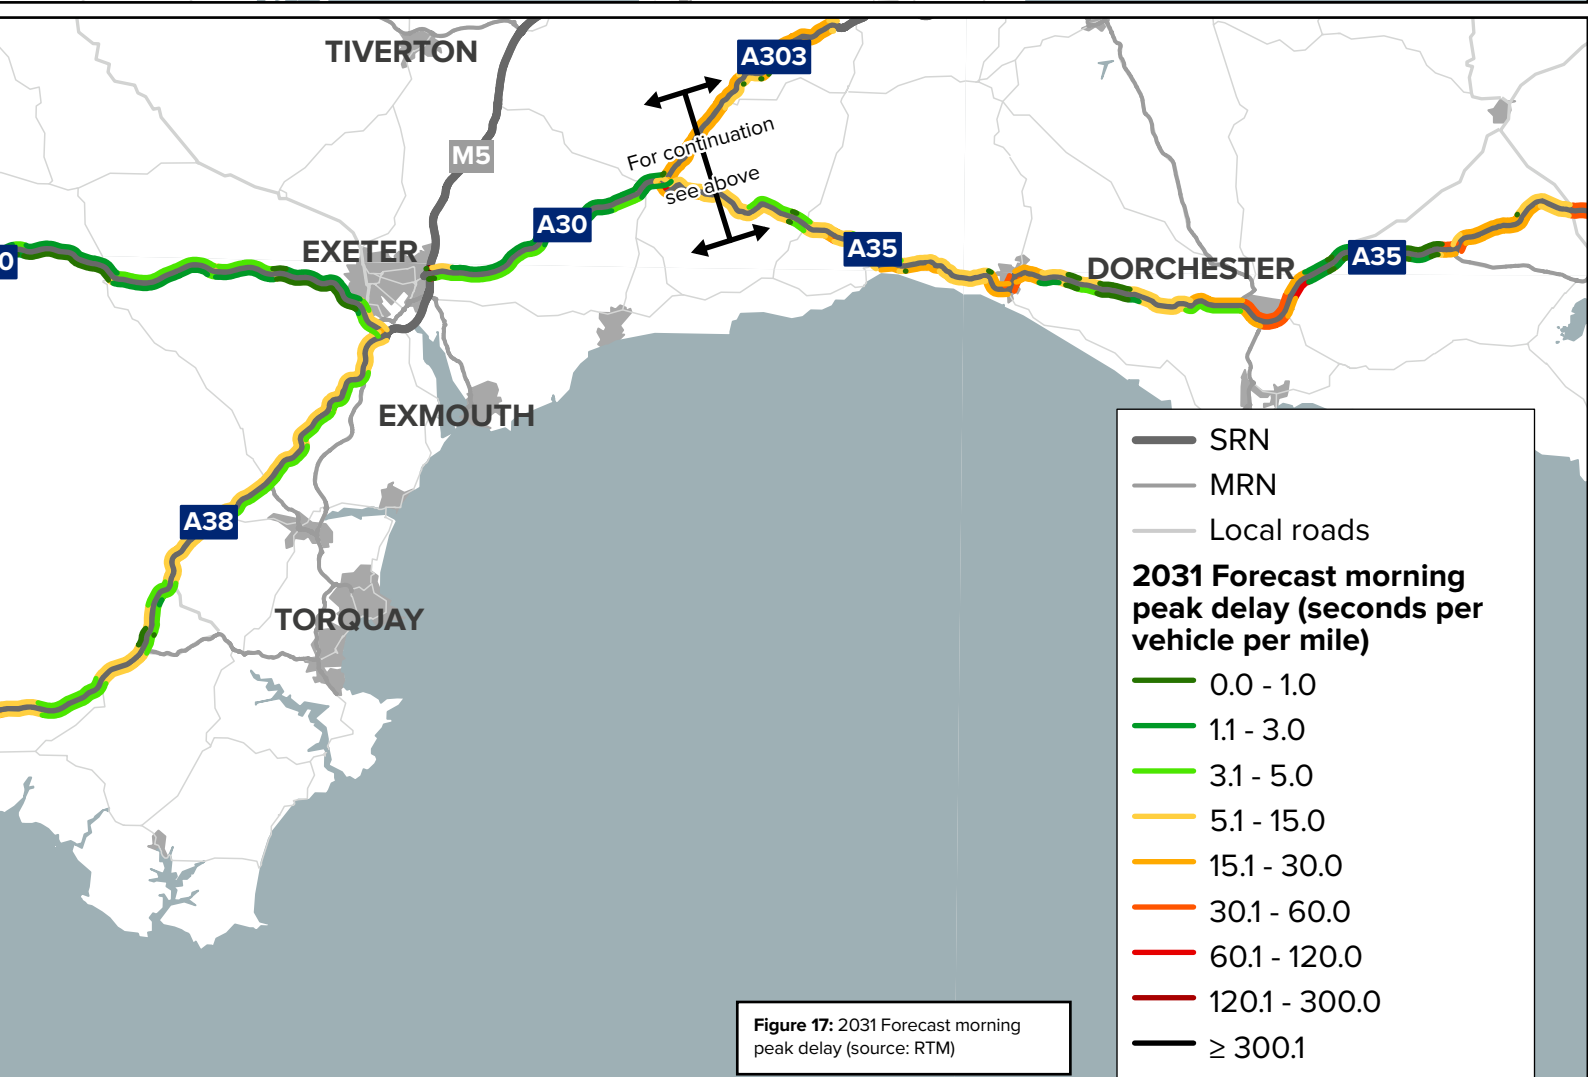 TIVERTON
A303
M5
For continuation
see above
A30
EXETER
0
A35
DORCHESTER
A35
EXMOUTH
A38
TORQUAY
SRN
MRN
Local roads
2031 Forecast morning
peak delay (seconds per
vehicle per mile)
0.0 - 1.0
1.1 - 3.0
3.1 - 5.0
5.1 - 15.0
15.1 - 30.0
30.1 - 60.0
60.1 - 120.0
120.1 - 300.0
≥ 300.1
Figure 17: 2031 Forecast morning
peak delay (source: RTM)